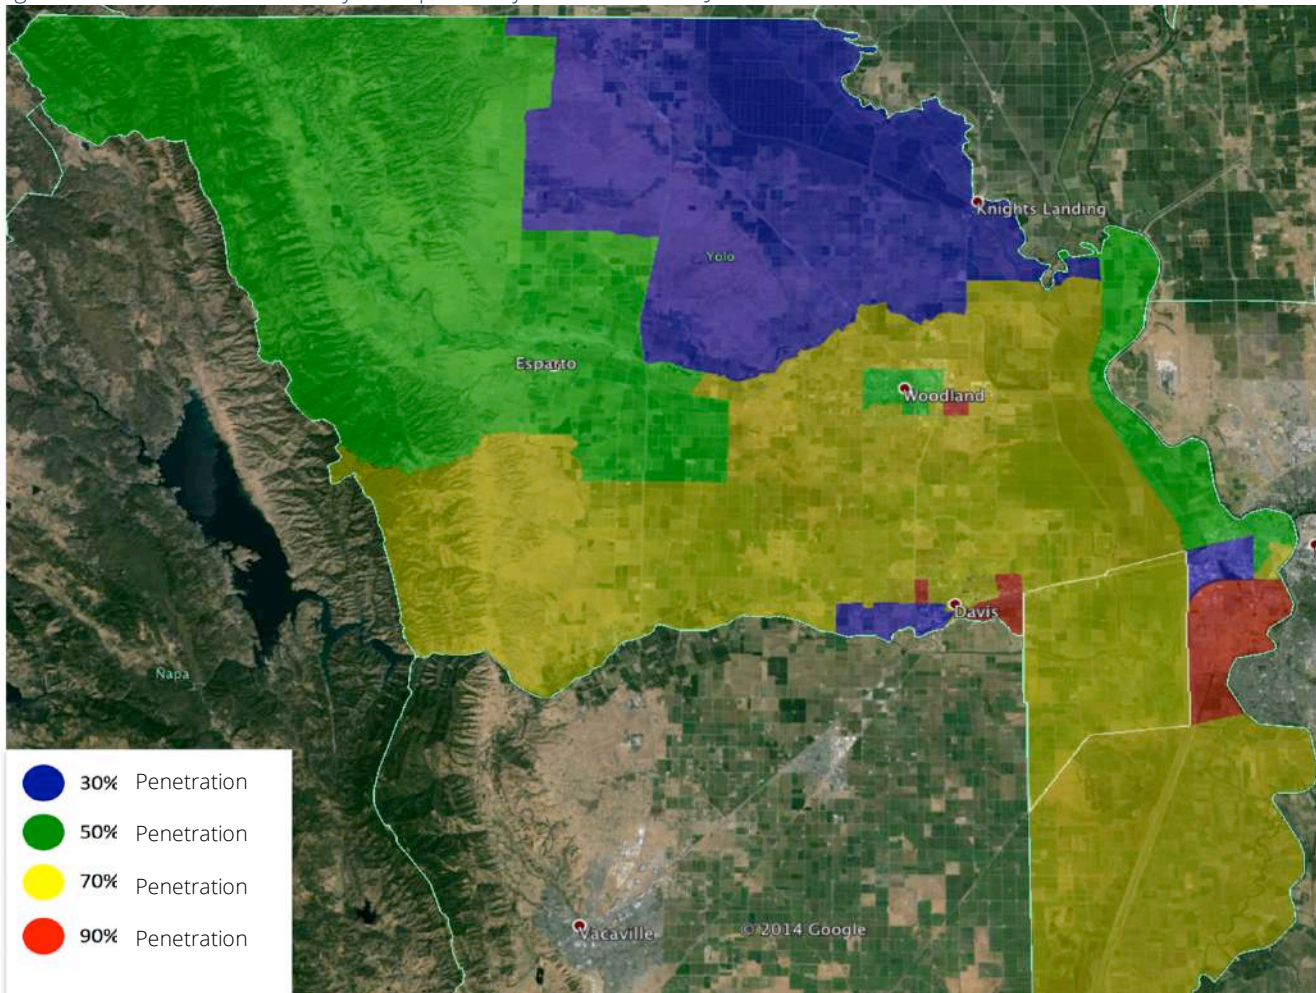 Knights Landing
Yolo
Esparto
Woodland
Davis
Napa
30% Penetration
50% Penetration
70% Penetration
90% Penetration
Vacaville
© 2014 Google